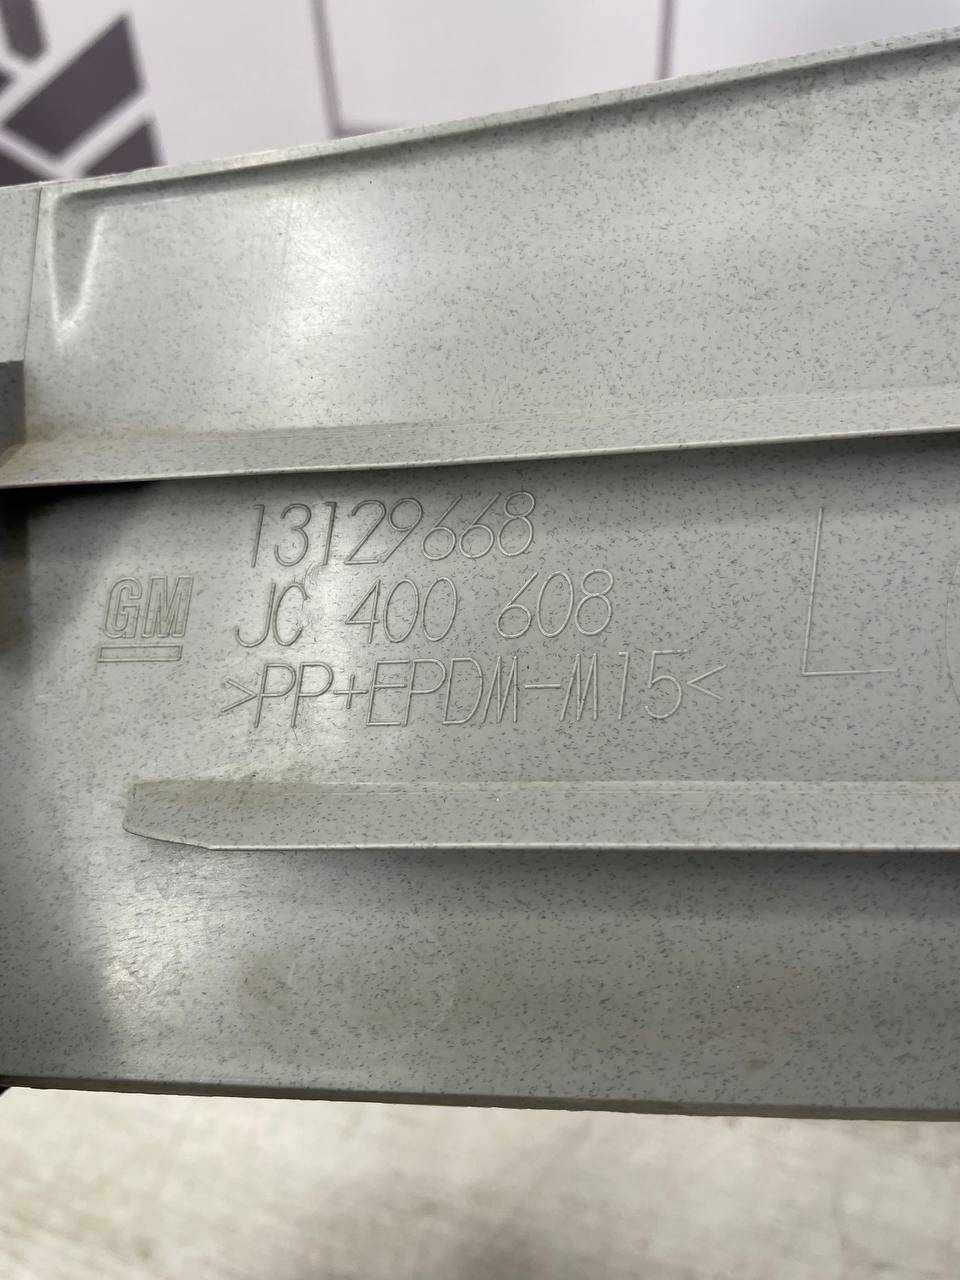 13129668
GM
JC 400 608
>PP+EPDM-M15<
L